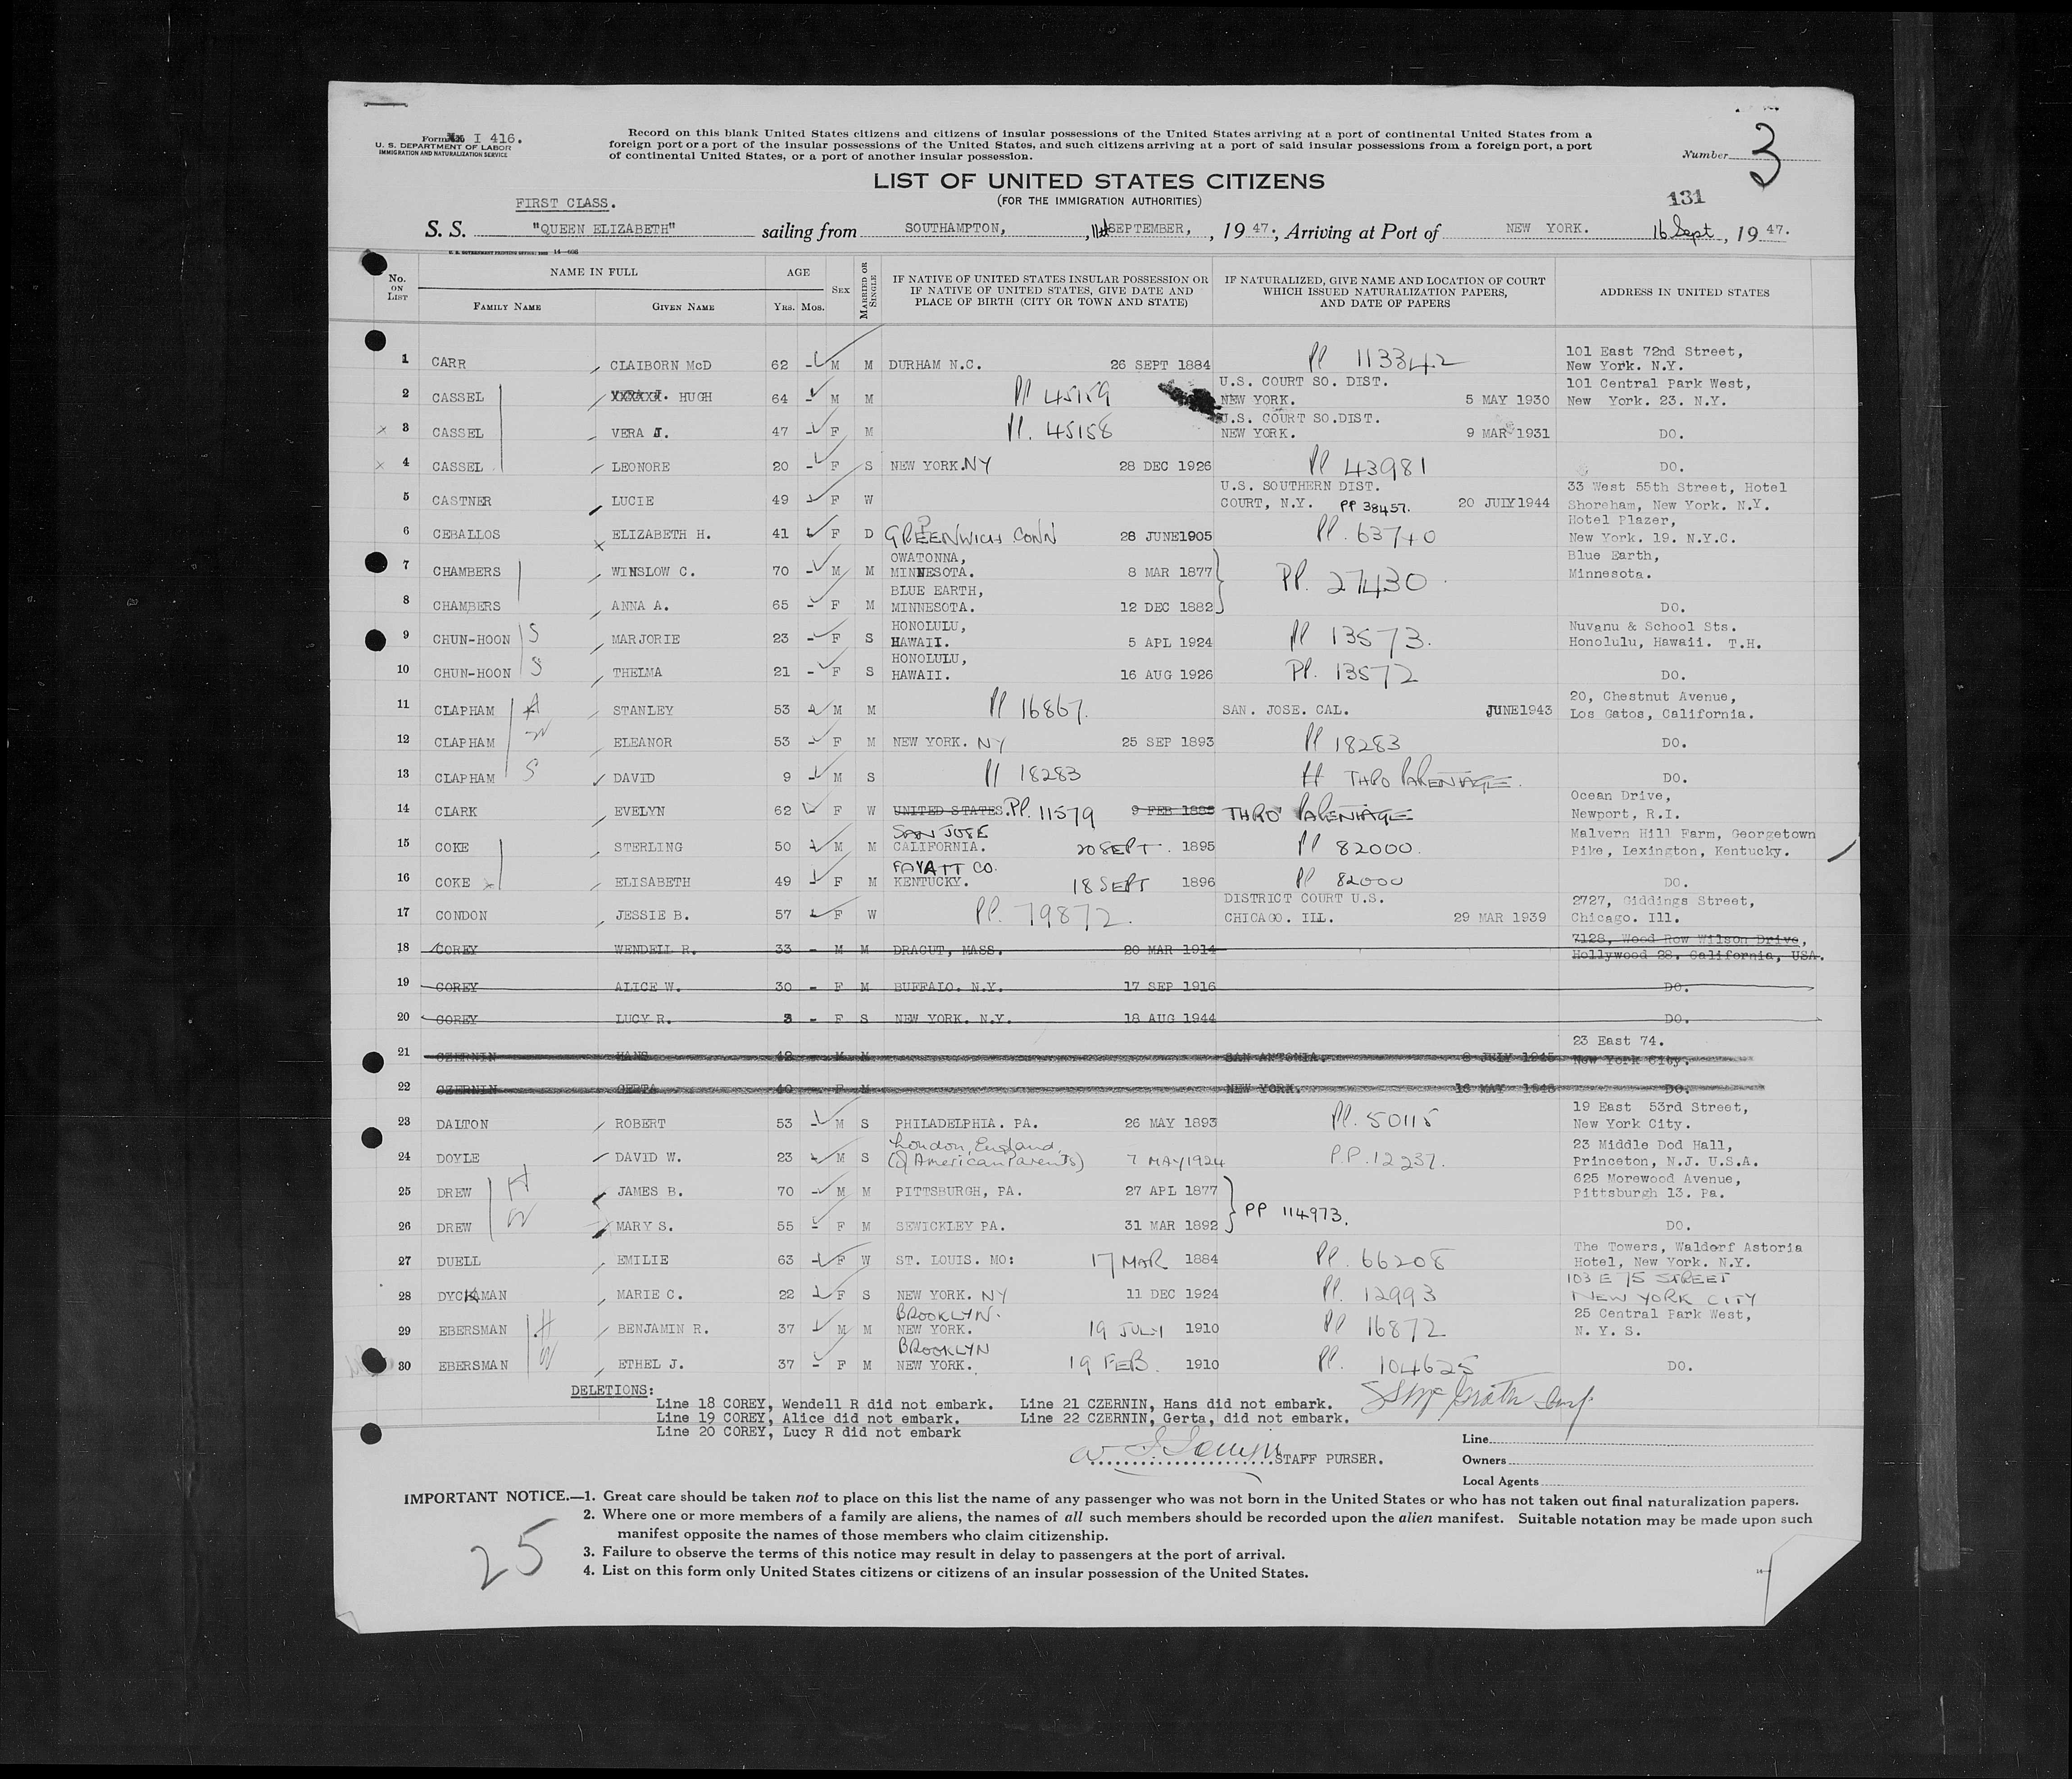 Form I 416.
U. S. DEPARTMENT OF LABOR
IMMIGRATION AND NATURALIZATION SERVICE
Record on this blank United States citizens and citizens of insular possessions of the United States arriving at a port of continental United States from a
foreign port or a port of the insular possessions of the United States, and such citizens arriving at a port of said insular possessions from a foreign port, a port
of continental United States, or a port of another insular possession.
Number 3
LIST OF UNITED STATES CITIZENS
(FOR THE IMMIGRATION AUTHORITIES)
131
FIRST CLASS.
S. S. "QUEEN ELIZABETH" sailing from SOUTHAMPTON, 11th SEPTEMBER, , 19 47., Arriving at Port of NEW YORK. 16 Sept, 19 47.
No. ON LIST NAME IN FULL FAMILY NAME GIVEN NAME AGE YRS. MOS. SEX MARRIED OR SINGLE IF NATIVE OF UNITED STATES INSULAR POSSESSION OR IF NATIVE OF UNITED STATES, GIVE DATE AND PLACE OF BIRTH (CITY OR TOWN AND STATE) IF NATURALIZED, GIVE NAME AND LOCATION OF COURT WHICH ISSUED NATURALIZATION PAPERS, AND DATE OF PAPERS ADDRESS IN UNITED STATES
1 CARR CLAIBORN McD 62 - M M DURHAM N.C. 26 SEPT 1884 PP 113342 101 East 72nd Street, New York. N.Y.
2 CASSEL HUGH 64 - M M PP 45159 U.S. COURT SO. DIST. NEW YORK. 5 MAY 1930 101 Central Park West, New York. 23. N.Y.
3 CASSEL VERA J. 47 - F M PP. 45158 U.S. COURT SO.DIST. NEW YORK. 9 MAR 1931 DO.
4 CASSEL LEONORE 20 - F S NEW YORK. NY 28 DEC 1926 PP 43981 DO.
5 CASTNER LUCIE 49 - F W U.S. SOUTHERN DIST. COURT, N.Y. PP 38457. 20 JULY 1944 33 West 55th Street, Hotel Shoreham, New York. N.Y.
6 CEBALLOS ELIZABETH H. 41 - F D GREENWICH CONN 28 JUNE 1905 PP. 63740 Hotel Plazer, New York. 19. N.Y.C.
7 CHAMBERS WINSLOW C. 70 - M M OWATONNA, MINNESOTA. 8 MAR 1877 PP. 27430 Blue Earth, Minnesota.
8 CHAMBERS ANNA A. 65 - F M BLUE EARTH, MINNESOTA. 12 DEC 1882 DO.
9 CHUN-HOON S MARJORIE 23 - F S HONOLULU, HAWAII. 5 APL 1924 PP 13573. Nuvanu & School Sts. Honolulu, Hawaii. T.H.
10 CHUN-HOON S THELMA 21 - F S HONOLULU, HAWAII. 16 AUG 1926 PP. 13572 DO.
11 CLAPHAM H STANLEY 53 - M M PP 16867. SAN. JOSE. CAL. JUNE 1943 20, Chestnut Avenue, Los Gatos, California.
12 CLAPHAM W ELEANOR 53 - F M NEW YORK. NY 25 SEP 1893 PP 18283 DO.
13 CLAPHAM S DAVID 9 - M S PP 18283 THRO PARENTAGE. DO.
14 CLARK EVELYN 62 - F W UNITED STATES. PP. 11579 9 FEB 1885 THRO' PARENTAGE Ocean Drive, Newport, R.I.
15 COKE STERLING 50 - M M SAN JOSE CALIFORNIA. 20 SEPT. 1895 PP 82000. Malvern Hill Farm, Georgetown Pike, Lexington, Kentucky.
16 COKE ELISABETH 49 - F M FAYATT CO. KENTUCKY. 18 SEPT 1896 PP 82000 DO.
17 CONDON JESSIE B. 57 - F W PP. 79872. DISTRICT COURT U.S. CHICAGO. ILL. 29 MAR 1939 2727, Giddings Street, Chicago. Ill.
18 COREY WENDELL R. 33 - M M DRACUT, MASS. 20 MAR 1914 7128, Wood Row Wilson Drive, Hollywood 28. California, USA.
19 COREY ALICE W. 30 - F M BUFFALO. N.Y. 17 SEP 1916 DO.
20 COREY LUCY R. 3 - F S NEW YORK. N.Y. 18 AUG 1944 DO.
21 CZERNIN HANS 42 - M M SAN ANTONIA. 8 JULY 1945 23 East 74. New York City.
22 CZERNIN GERTA 40 - F M NEW YORK. DO.
23 DALTON ROBERT 53 - M S PHILADELPHIA. PA. 26 MAY 1893 PP. 50115 19 East 53rd Street, New York City.
24 DOYLE DAVID W. 23 - M S London, England, (of American Parents) 7 MAY 1924 P.P. 12237. 23 Middle Dod Hall, Princeton, N.J. U.S.A.
25 DREW H JAMES B. 70 - M M PITTSBURGH, PA. 27 APL 1877 PP 114973. 625 Morewood Avenue, Pittsburgh 13. Pa.
26 DREW W MARY S. 55 - F M SEWICKLEY PA. 31 MAR 1892 DO.
27 DUELL EMILIE 63 - F W ST. LOUIS. MO: 17 MAR 1884 PP. 66208 The Towers, Waldorf Astoria Hotel, New York. N.Y.
28 DYCKMAN MARIE C. 22 - F S NEW YORK. NY 11 DEC 1924 PP. 12993 103 E 75 STREET NEW YORK CITY
29 EBERSMAN H BENJAMIN R. 37 - M M BROOKLYN. NEW YORK. 19 JULY 1910 PP 16872 25 Central Park West, N. Y. S.
30 EBERSMAN W ETHEL J. 37 - F M BROOKLYN NEW YORK. 19 FEB. 1910 PP. 104625 DO.
DELETIONS:
Line 18 COREY, Wendell R did not embark. Line 21 CZERNIN, Hans did not embark.
Line 19 COREY, Alice did not embark. Line 22 CZERNIN, Gerta, did not embark.
Line 20 COREY, Lucy R did not embark
STAFF PURSER.
Line
Owners
Local Agents
IMPORTANT NOTICE.—1. Great care should be taken not to place on this list the name of any passenger who was not born in the United States or who has not taken out final naturalization papers.
2. Where one or more members of a family are aliens, the names of all such members should be recorded upon the alien manifest. Suitable notation may be made upon such
manifest opposite the names of those members who claim citizenship.
3. Failure to observe the terms of this notice may result in delay to passengers at the port of arrival.
4. List on this form only United States citizens or citizens of an insular possession of the United States.
25